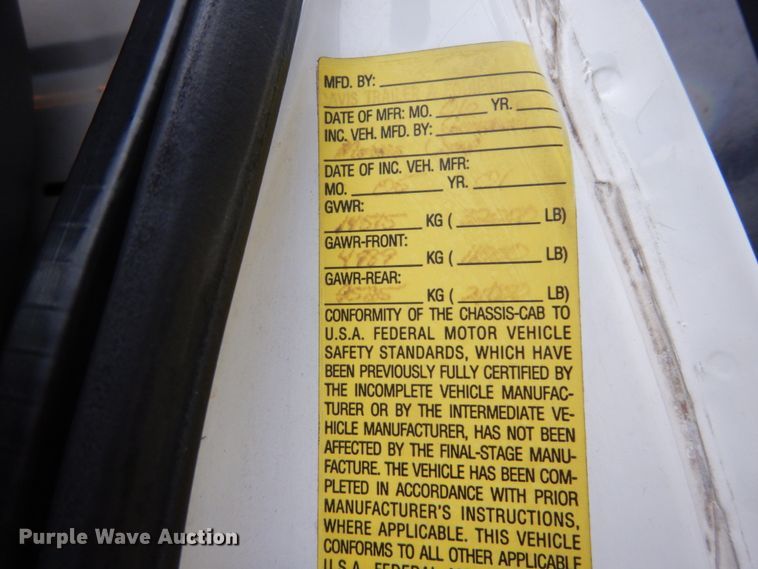 MFD. BY:
DATE OF MFR: MO. YR.
INC. VEH. MFD. BY:
DATE OF INC. VEH. MFR:
MO. YR.
GVWR:
KG ( LB)
GAWR-FRONT:
KG ( LB)
GAWR-REAR:
KG ( LB)
CONFORMITY OF THE CHASSIS-CAB TO
U.S.A. FEDERAL MOTOR VEHICLE
SAFETY STANDARDS, WHICH HAVE
BEEN PREVIOUSLY FULLY CERTIFIED BY
THE INCOMPLETE VEHICLE MANUFAC-
TURER OR BY THE INTERMEDIATE VE-
HICLE MANUFACTURER, HAS NOT BEEN
AFFECTED BY THE FINAL-STAGE MANU-
FACTURE. THE VEHICLE HAS BEEN COM-
PLETED IN ACCORDANCE WITH PRIOR
MANUFACTURER'S INSTRUCTIONS,
WHERE APPLICABLE. THIS VEHICLE
CONFORMS TO ALL OTHER APPLICABLE
U.S.A. FEDERAL
Purple Wave Auction